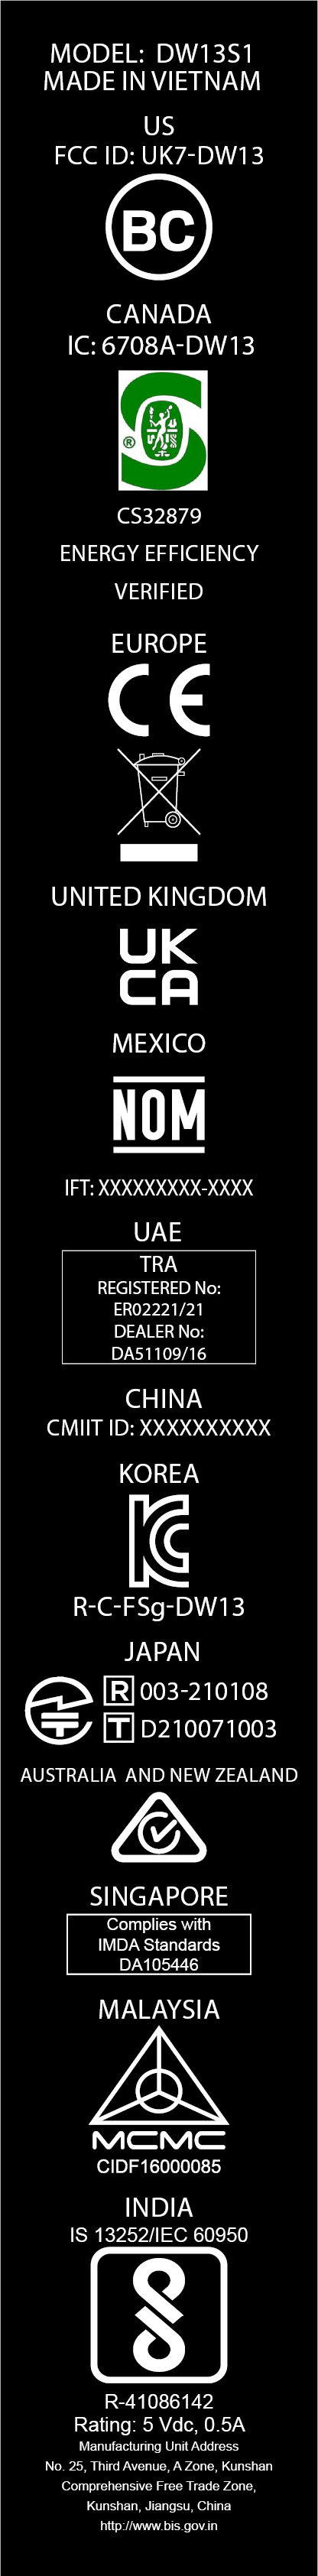 MODEL: DW13S1
MADE IN VIETNAM
US
FCC ID: UK7-DW13
BC
CANADA
IC: 6708A-DW13
S
®
CS32879
ENERGY EFFICIENCY
VERIFIED
EUROPE
CE
UNITED KINGDOM
UK
CA
MEXICO
NOM
IFT: XXXXXXXXX-XXXX
UAE
TRA
REGISTERED No:
ER02221/21
DEALER No:
DA51109/16
CHINA
CMIIT ID: XXXXXXXXXX
KOREA
KC
R-C-FSg-DW13
JAPAN
R 003-210108
T D210071003
AUSTRALIA AND NEW ZEALAND
SINGAPORE
Complies with
IMDA Standards
DA105446
MALAYSIA
MCMC
CIDF16000085
INDIA
IS 13252/IEC 60950
R-41086142
Rating: 5 Vdc, 0.5A
Manufacturing Unit Address
No. 25, Third Avenue, A Zone, Kunshan
Comprehensive Free Trade Zone,
Kunshan, Jiangsu, China
http://www.bis.gov.in